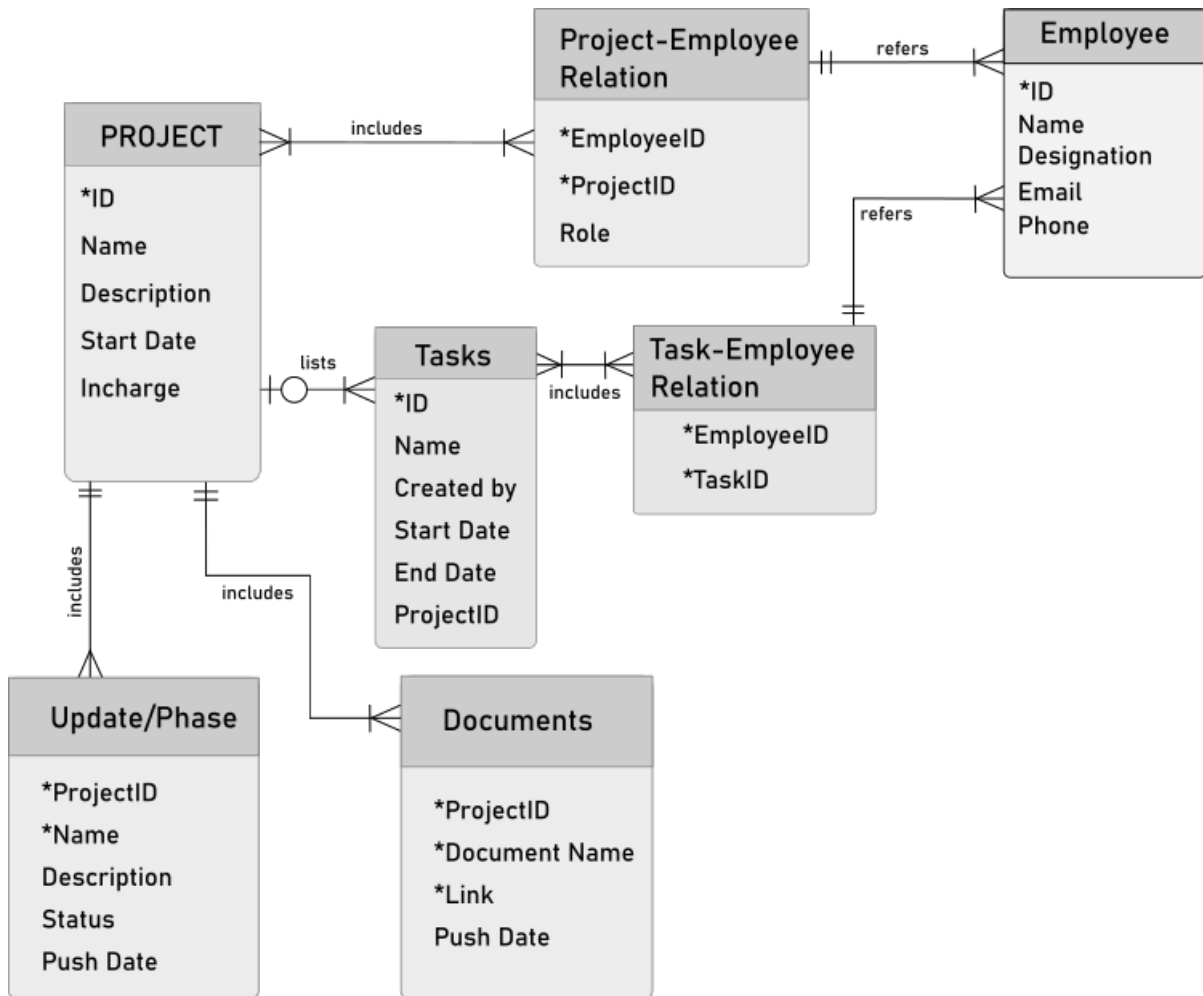 PROJECT
*ID
Name
Description
Start Date
Incharge
includes
Project-Employee
Relation
*EmployeeID
*ProjectID
Role
refers
Employee
*ID
Name
Designation
Email
Phone
refers
lists
Tasks
*ID
Name
Created by
Start Date
End Date
ProjectID
includes
Task-Employee
Relation
*EmployeeID
*TaskID
includes
includes
Update/Phase
*ProjectID
*Name
Description
Status
Push Date
Documents
*ProjectID
*Document Name
*Link
Push Date